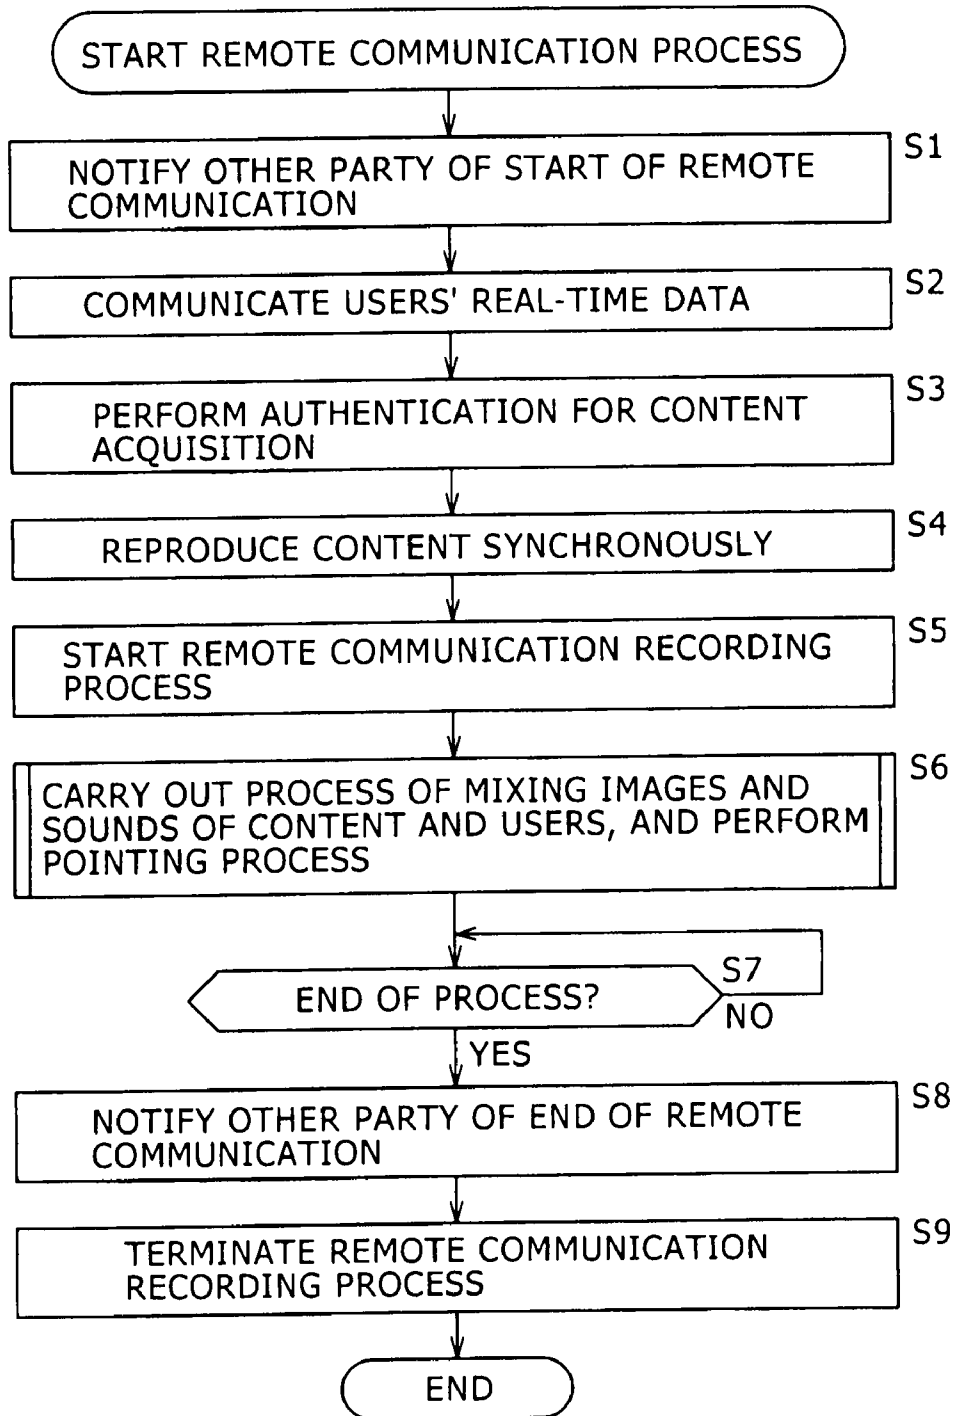 START REMOTE COMMUNICATION PROCESS
S1
NOTIFY OTHER PARTY OF START OF REMOTE
COMMUNICATION
S2
COMMUNICATE USERS' REAL-TIME DATA
S3
PERFORM AUTHENTICATION FOR CONTENT
ACQUISITION
S4
REPRODUCE CONTENT SYNCHRONOUSLY
S5
START REMOTE COMMUNICATION RECORDING
PROCESS
S6
CARRY OUT PROCESS OF MIXING IMAGES AND
SOUNDS OF CONTENT AND USERS, AND PERFORM
POINTING PROCESS
S7
END OF PROCESS?
NO
YES
S8
NOTIFY OTHER PARTY OF END OF REMOTE
COMMUNICATION
S9
TERMINATE REMOTE COMMUNICATION
RECORDING PROCESS
END